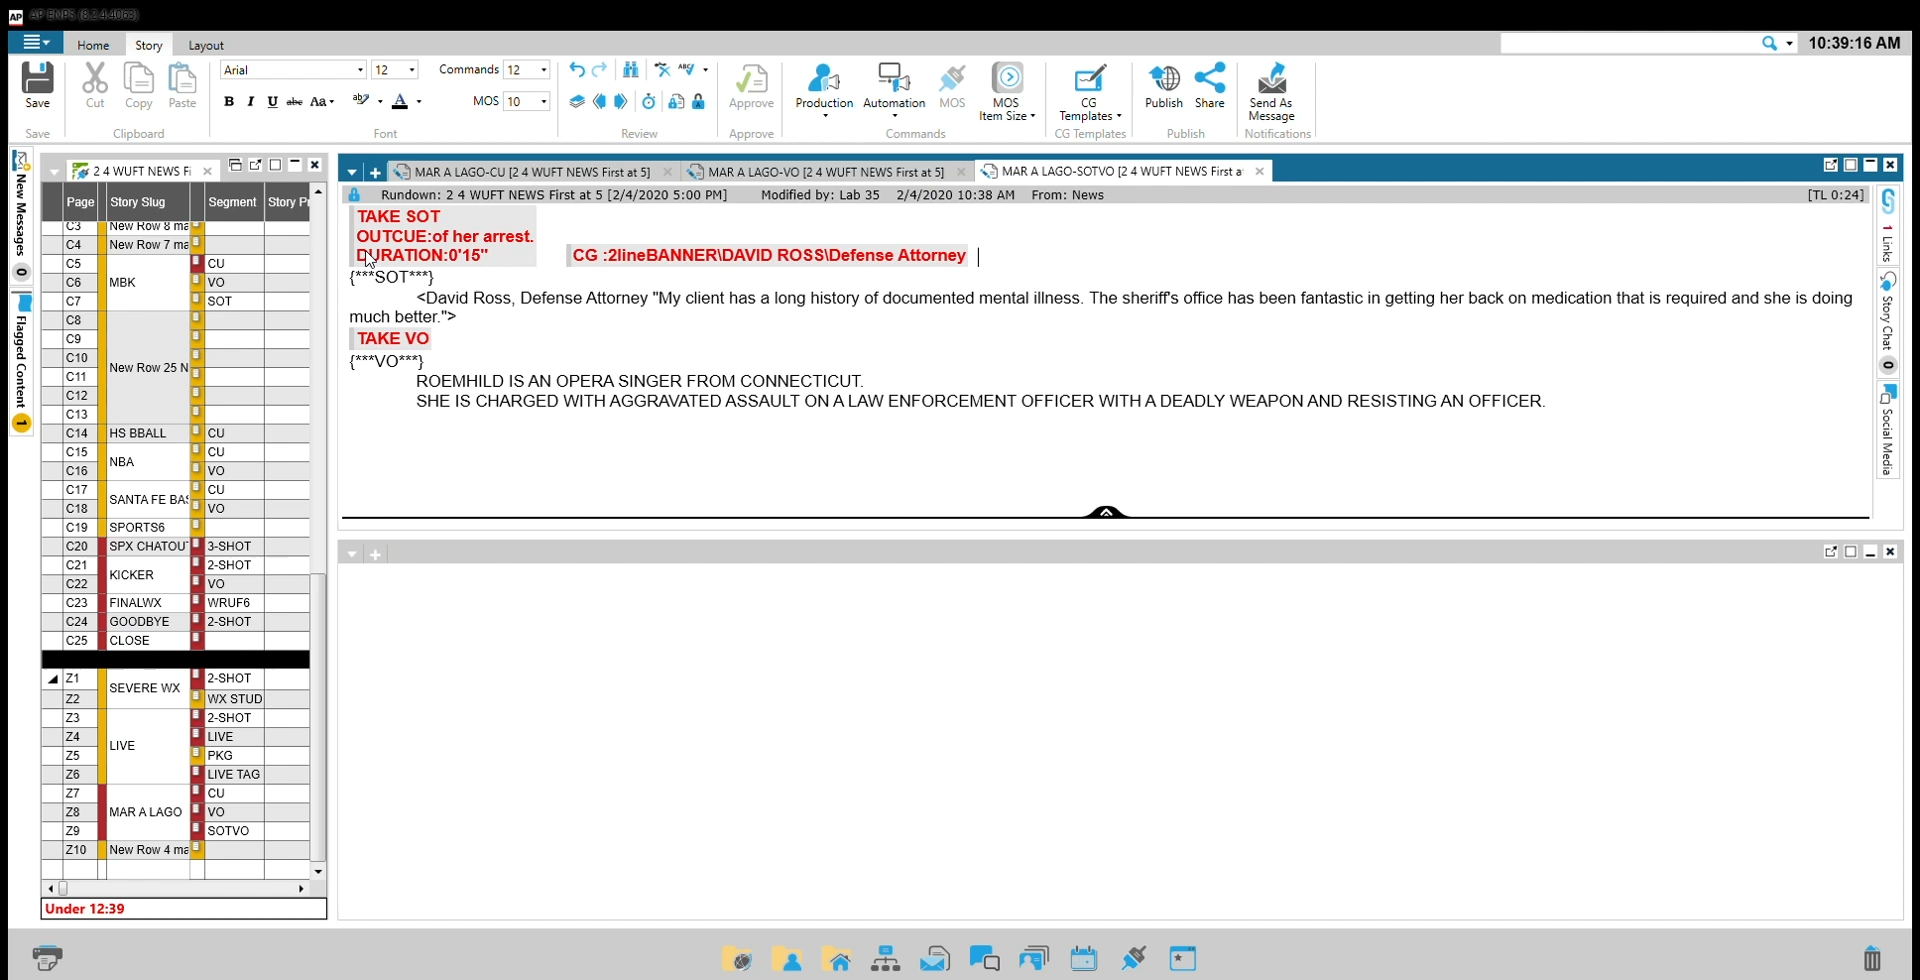 AP ENPS (8.2.4.4063)
Home Story Layout
10:39:16 AM
Arial 12 Commands 12
Save Cut Copy Paste B I U abc Aa MOS 10 Approve Production Automation MOS MOS Item Size CG Templates Publish Share Send As Message
Save Clipboard Font Review Approve Commands CG Templates Publish Notifications
New Messages 0
Flagged Content 1
2 4 WUFT NEWS Fi
Page Story Slug Segment Story Pr
C3 New Row 8 ma
C4 New Row 7 ma
C5 CU
C6 MBK VO
C7 SOT
C8
C9
C10
New Row 25 N
C11
C12
C13
C14 HS BBALL CU
C15 CU
NBA
C16 VO
C17 CU
SANTA FE BAS
C18 VO
C19 SPORTS6
C20 SPX CHATOUT 3-SHOT
C21 2-SHOT
KICKER
C22 VO
C23 FINALWX WRUF6
C24 GOODBYE 2-SHOT
C25 CLOSE
Z1 2-SHOT
SEVERE WX
Z2 WX STUD
Z3 2-SHOT
Z4 LIVE
LIVE
Z5 PKG
Z6 LIVE TAG
Z7 CU
Z8 MAR A LAGO VO
Z9 SOTVO
Z10 New Row 4 ma
Under 12:39
MAR A LAGO-CU [2 4 WUFT NEWS First at 5] MAR A LAGO-VO [2 4 WUFT NEWS First at 5] MAR A LAGO-SOTVO [2 4 WUFT NEWS First a
Rundown: 2 4 WUFT NEWS First at 5 [2/4/2020 5:00 PM] Modified by: Lab 35 2/4/2020 10:38 AM From: News [TL 0:24]
TAKE SOT
OUTCUE:of her arrest.
DURATION:0'15" CG :2lineBANNER\DAVID ROSS\Defense Attorney
{***SOT***}
<David Ross, Defense Attorney "My client has a long history of documented mental illness. The sheriff's office has been fantastic in getting her back on medication that is required and she is doing
much better.">
TAKE VO
{***VO***}
ROEMHILD IS AN OPERA SINGER FROM CONNECTICUT.
SHE IS CHARGED WITH AGGRAVATED ASSAULT ON A LAW ENFORCEMENT OFFICER WITH A DEADLY WEAPON AND RESISTING AN OFFICER.
1 Links
Story Chat 0
Social Media